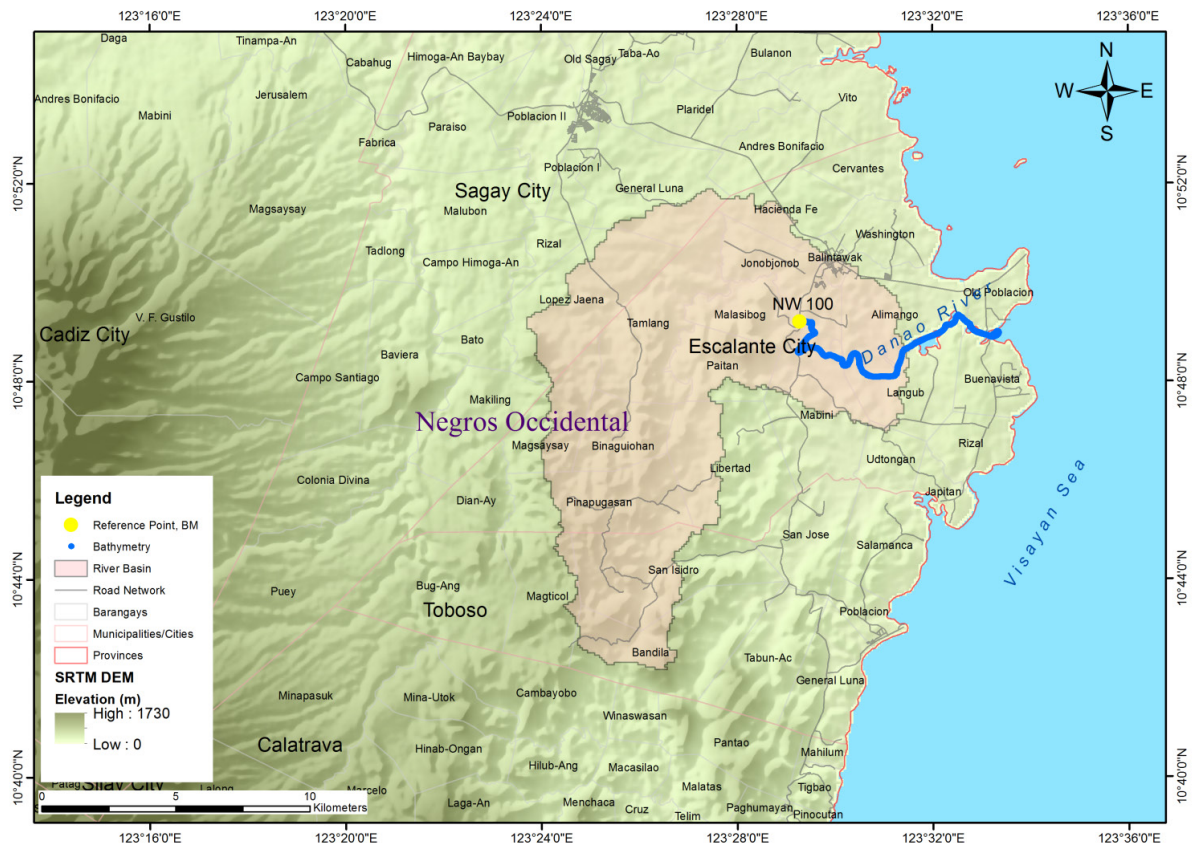 123°16'0"E 123°20'0"E 123°24'0"E 123°28'0"E 123°32'0"E 123°36'0"E
Daga
Tinampa-An
Cabahug
Himoga-An Baybay
Old Sagay
Taba-Ao
Bulanon
N
W E
S
Andres Bonifacio
Mabini
Jerusalem
Paraiso
Poblacion II
Plaridel
Vito
Fabrica
Andres Bonifacio
Cervantes
Poblacion I
10°52'0"N
10°52'0"N
Sagay City
General Luna
Magsaysay
Malubon
Hacienda Fe
Tadlong
Rizal
Washington
Campo Himoga-An
Jonobjonob
Balintawak
Lopez Jaena
NW 100
Old Poblacion
V. F. Gustilo
Cadiz City
Tamlang
Malasibog
Alimango
Danao River
Bato
Baviera
Escalante City
Paitan
Campo Santiago
10°48'0"N
10°48'0"N
Buenavista
Langub
Makiling
Mabini
Negros Occidental
Magsaysay
Binaguiohan
Rizal
Udtongan
Libertad
Colonia Divina
Dian-Ay
Pinapugasan
Japitan
Visayan Sea
San Jose
Salamanca
San Isidro
10°44'0"N
10°44'0"N
Puey
Bug-Ang
Magticol
Toboso
Poblacion
Bandila
Tabun-Ac
General Luna
Minapasuk
Mina-Utok
Cambayobo
Winaswasan
Calatrava
Hinab-Ongan
Pantao
Mahilum
Hilub-Ang
Macasilao
10°40'0"N
10°40'0"N
Patag
Silay City
Lalong
Marcelo
Malatas
Tigbao
Laga-An
Menchaca
Cruz
Telim
Paghumayan
Pinocutan
Legend
Reference Point, BM
Bathymetry
River Basin
Road Network
Barangays
Municipalities/Cities
Provinces
SRTM DEM
Elevation (m)
High : 1730
Low : 0
0 5 10
Kilometers
123°16'0"E 123°20'0"E 123°24'0"E 123°28'0"E 123°32'0"E 123°36'0"E